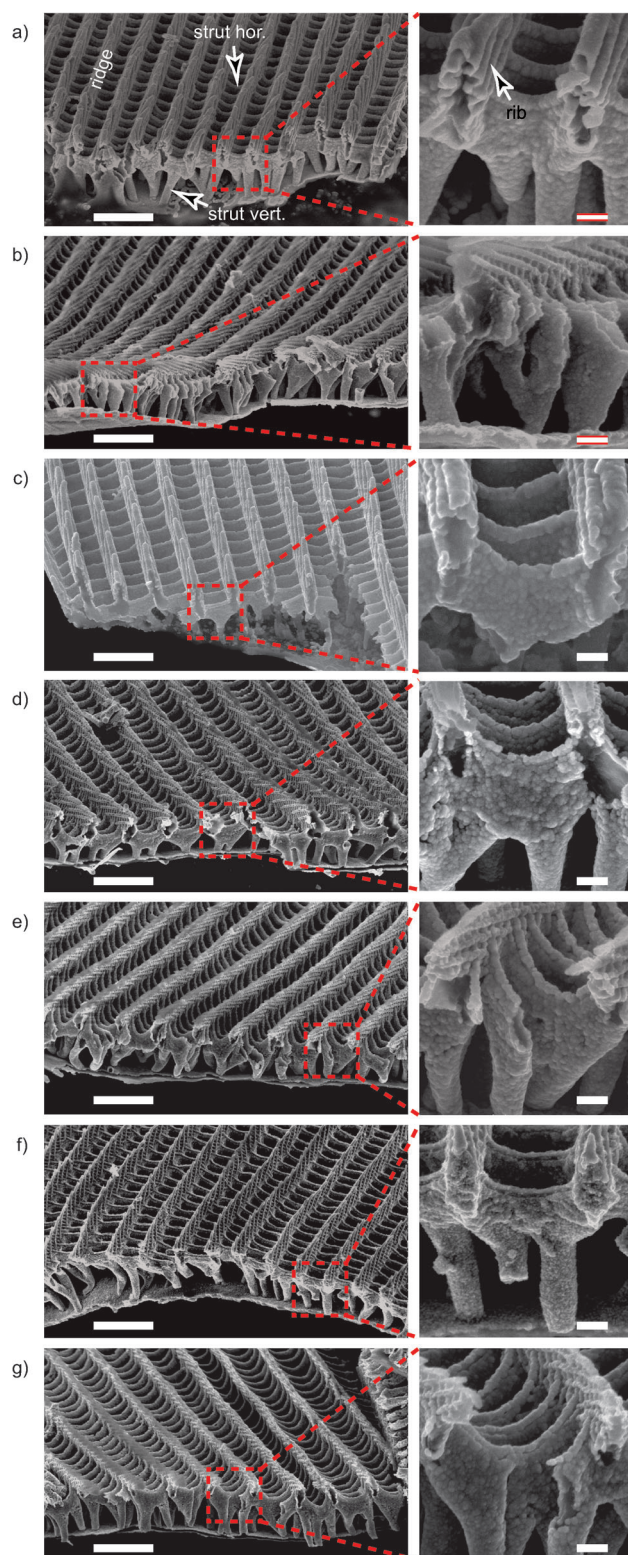 a)
strut hor.
ridge
rib
strut vert.
b)
c)
d)
e)
f)
g)